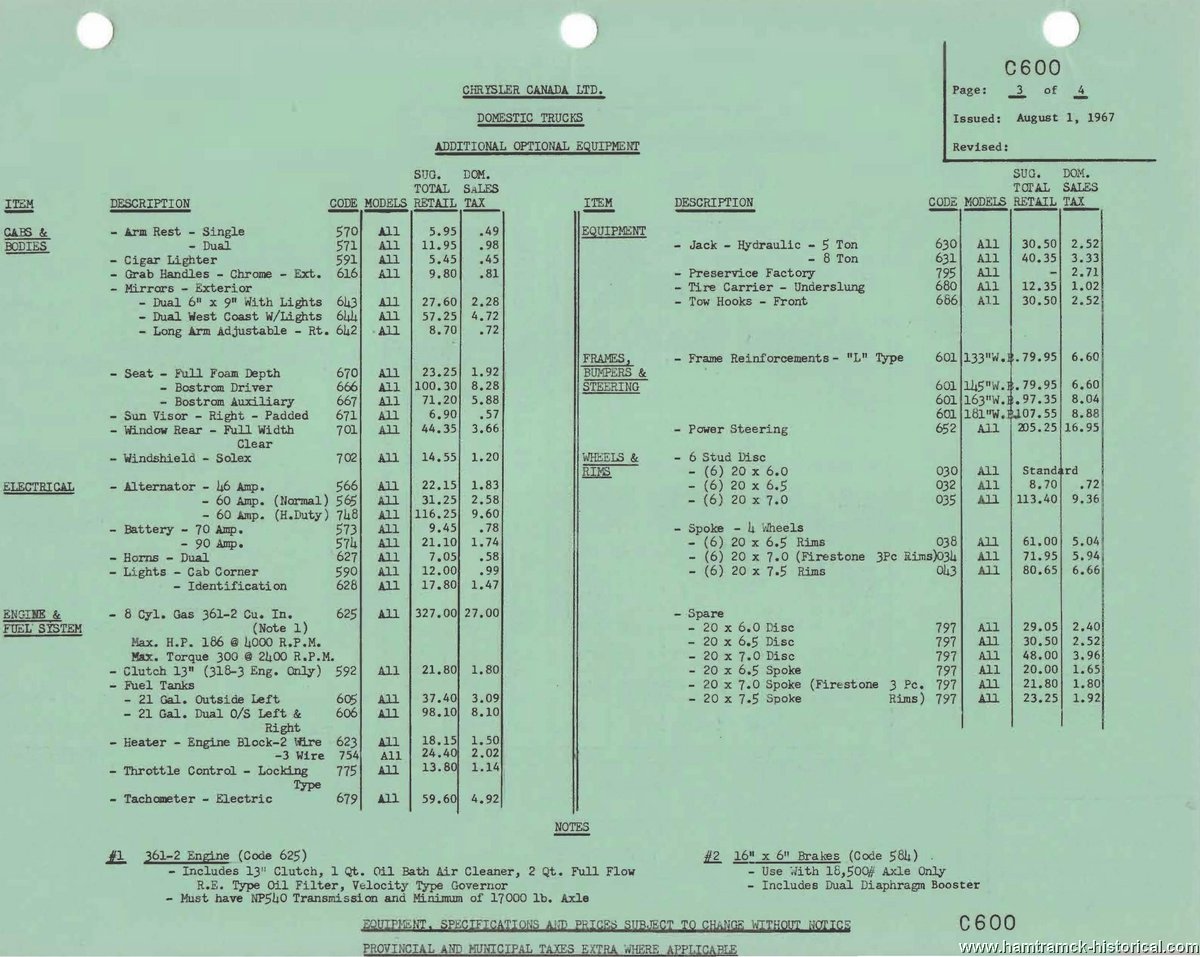 C600
Page: 3 of 4
Issued: August 1, 1967
Revised:
CHRYSLER CANADA LTD.
DOMESTIC TRUCKS
ADDITIONAL OPTIONAL EQUIPMENT
SUG. DOM.
TOTAL SALES
ITEM DESCRIPTION CODE MODELS RETAIL TAX
CABS & - Arm Rest - Single 570 All 5.95 .49
BODIES - Dual 571 All 11.95 .98
- Cigar Lighter 591 All 5.45 .45
- Grab Handles - Chrome - Ext. 616 All 9.80 .81
- Mirrors - Exterior
- Dual 6" x 9" With Lights 643 All 27.60 2.28
- Dual West Coast W/Lights 644 All 57.25 4.72
- Long Arm Adjustable - Rt. 642 All 8.70 .72
- Seat - Full Foam Depth 670 All 23.25 1.92
- Bostrom Driver 666 All 100.30 8.28
- Bostrom Auxiliary 667 All 71.20 5.88
- Sun Visor - Right - Padded 671 All 6.90 .57
- Window Rear - Full Width 701 All 44.35 3.66
Clear
- Windshield - Solex 702 All 14.55 1.20
ELECTRICAL - Alternator - 46 Amp. 566 All 22.15 1.83
- 60 Amp. (Normal) 565 All 31.25 2.58
- 60 Amp. (H.Duty) 748 All 116.25 9.60
- Battery - 70 Amp. 573 All 9.45 .78
- 90 Amp. 574 All 21.10 1.74
- Horns - Dual 627 All 7.05 .58
- Lights - Cab Corner 590 All 12.00 .99
- Identification 628 All 17.80 1.47
ENGINE & - 8 Cyl. Gas 361-2 Cu. In. 625 All 327.00 27.00
FUEL SYSTEM (Note 1)
Max. H.P. 186 @ 4000 R.P.M.
Max. Torque 300 @ 2400 R.P.M.
- Clutch 13" (318-3 Eng. Only) 592 All 21.80 1.80
- Fuel Tanks
- 21 Gal. Outside Left 605 All 37.40 3.09
- 21 Gal. Dual O/S Left & 606 All 98.10 8.10
Right
- Heater - Engine Block-2 Wire 623 All 18.15 1.50
-3 Wire 754 All 24.40 2.02
- Throttle Control - Locking 775 All 13.80 1.14
Type
- Tachometer - Electric 679 All 59.60 4.92
SUG. DOM.
TOTAL SALES
ITEM DESCRIPTION CODE MODELS RETAIL TAX
EQUIPMENT
- Jack - Hydraulic - 5 Ton 630 All 30.50 2.52
- 8 Ton 631 All 40.35 3.33
- Preservice Factory 795 All - 2.71
- Tire Carrier - Underslung 680 All 12.35 1.02
- Tow Hooks - Front 686 All 30.50 2.52
FRAMES, - Frame Reinforcements- "L" Type 601 133"W.B. 79.95 6.60
BUMPERS &
STEERING 601 145"W.B. 79.95 6.60
601 163"W.B. 97.35 8.04
601 181"W.B. 107.55 8.88
- Power Steering 652 All 205.25 16.95
WHEELS & - 6 Stud Disc
RIMS - (6) 20 x 6.0 030 All Standard
- (6) 20 x 6.5 032 All 8.70 .72
- (6) 20 x 7.0 035 All 113.40 9.36
- Spoke - 4 Wheels
- (6) 20 x 6.5 Rims 038 All 61.00 5.04
- (6) 20 x 7.0 (Firestone 3Pc Rims) 034 All 71.95 5.94
- (6) 20 x 7.5 Rims 043 All 80.65 6.66
- Spare
- 20 x 6.0 Disc 797 All 29.05 2.40
- 20 x 6.5 Disc 797 All 30.50 2.52
- 20 x 7.0 Disc 797 All 48.00 3.96
- 20 x 6.5 Spoke 797 All 20.00 1.65
- 20 x 7.0 Spoke (Firestone 3 Pc. 797 All 21.80 1.80
- 20 x 7.5 Spoke Rims) 797 All 23.25 1.92
NOTES
#1 361-2 Engine (Code 625)
- Includes 13" Clutch, 1 Qt. Oil Bath Air Cleaner, 2 Qt. Full Flow
R.E. Type Oil Filter, Velocity Type Governor
- Must have NP540 Transmission and Minimum of 17000 lb. Axle
#2 16" x 6" Brakes (Code 584)
- Use With 18,500# Axle Only
- Includes Dual Diaphragm Booster
EQUIPMENT, SPECIFICATIONS AND PRICES SUBJECT TO CHANGE WITHOUT NOTICE
PROVINCIAL AND MUNICIPAL TAXES EXTRA WHERE APPLICABLE
C600
www.hamtramck-historical.com